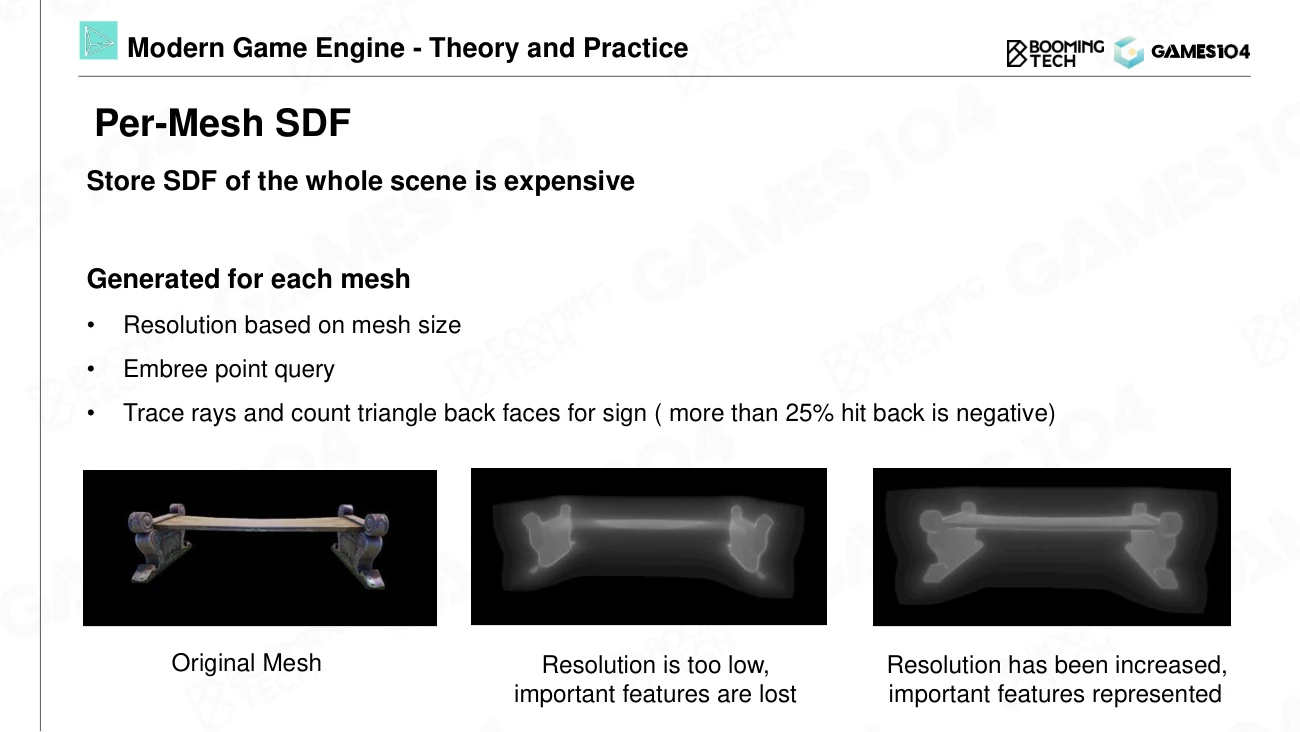 Modern Game Engine - Theory and Practice
BOOMING
TECH
GAMES104
Per-Mesh SDF
Store SDF of the whole scene is expensive
Generated for each mesh
• Resolution based on mesh size
• Embree point query
• Trace rays and count triangle back faces for sign ( more than 25% hit back is negative)
Original Mesh
Resolution is too low,
important features are lost
Resolution has been increased,
important features represented